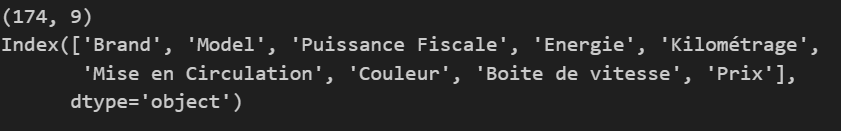 (174, 9)
Index(['Brand', 'Model', 'Puissance Fiscale', 'Energie', 'Kilométrage',
       'Mise en Circulation', 'Couleur', 'Boite de vitesse', 'Prix'],
      dtype='object')